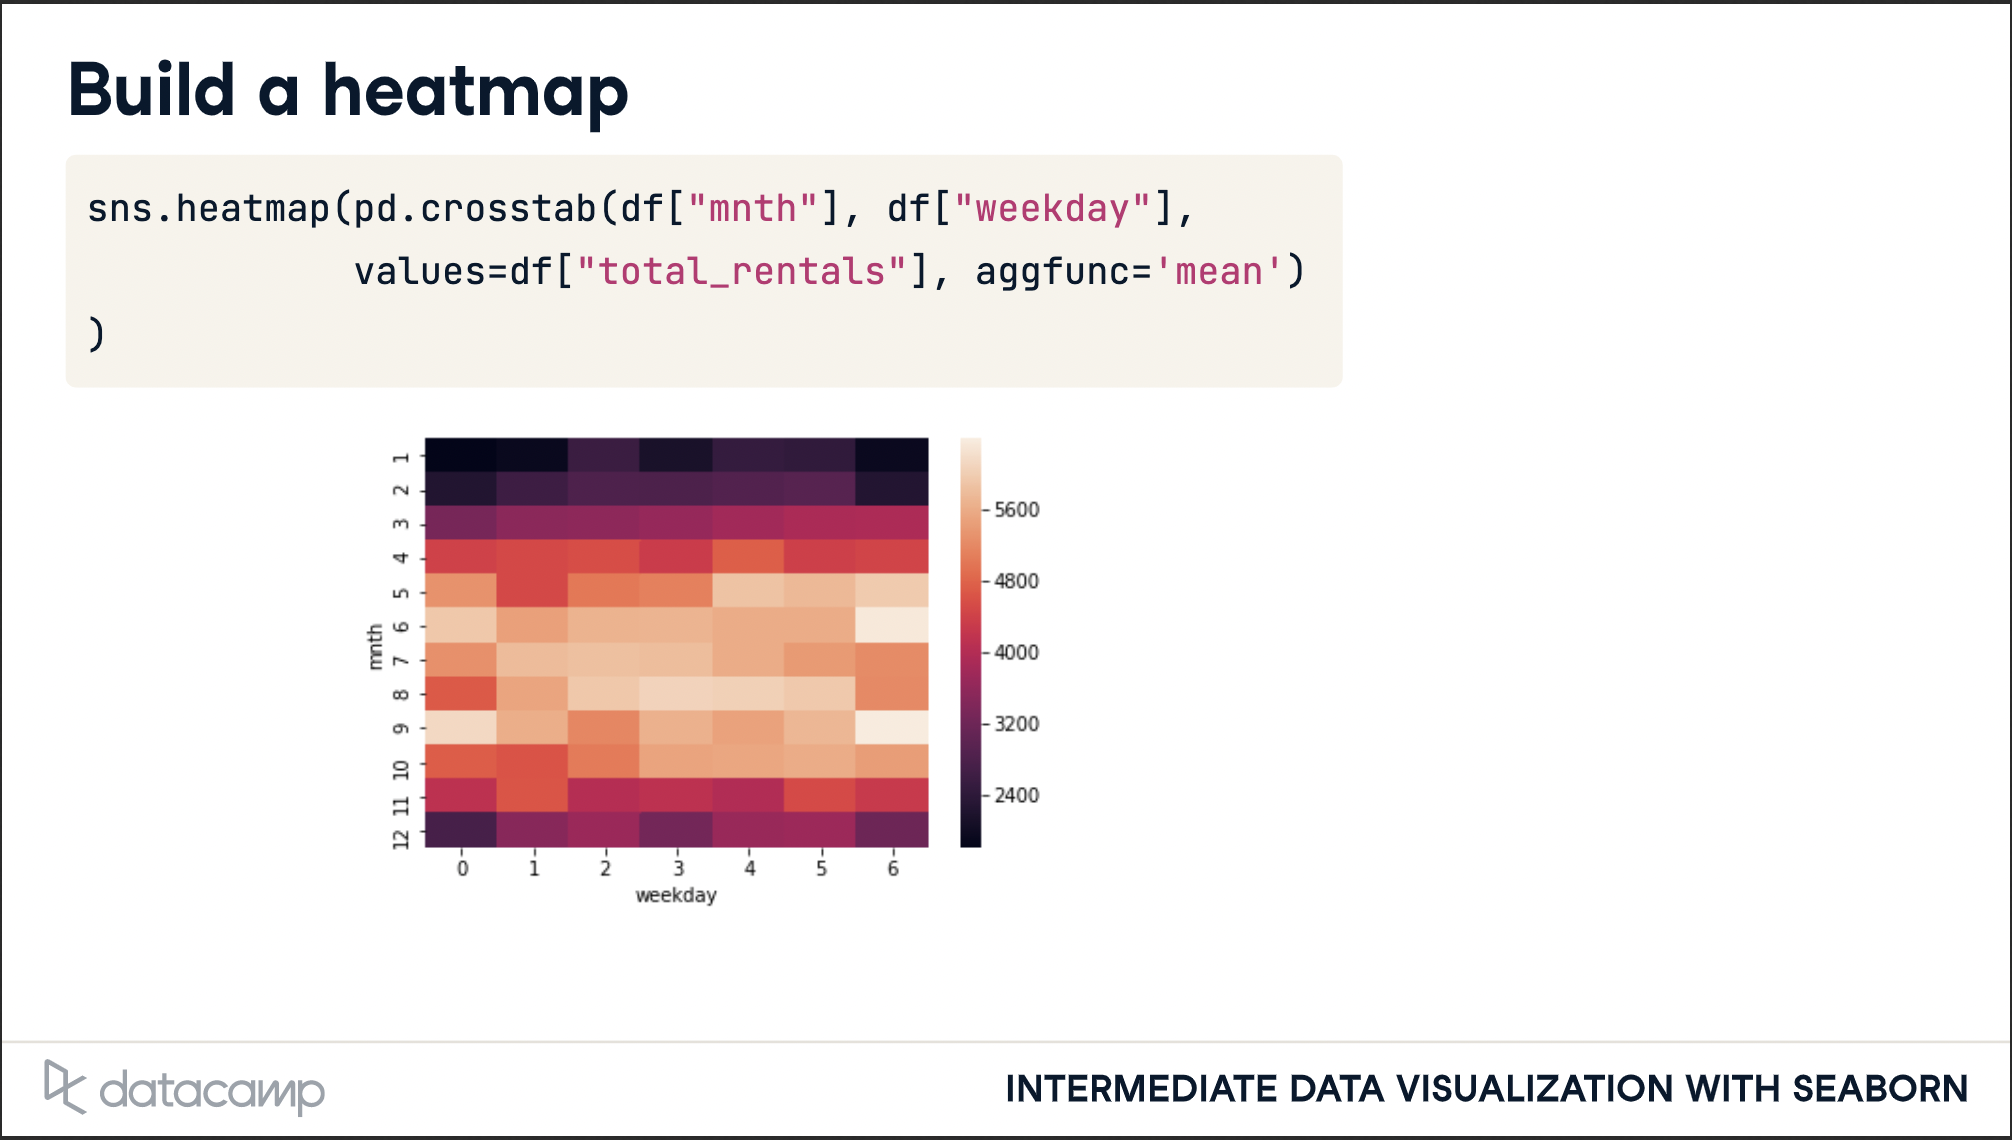 Build a heatmap
sns.heatmap(pd.crosstab(df["mnth"], df["weekday"],
values=df["total_rentals"], aggfunc='mean')
)
mnth
1
2
3
4
5
6
7
8
9
10
11
12
0 1 2 3 4 5 6
weekday
5600
4800
4000
3200
2400
datacamp
INTERMEDIATE DATA VISUALIZATION WITH SEABORN